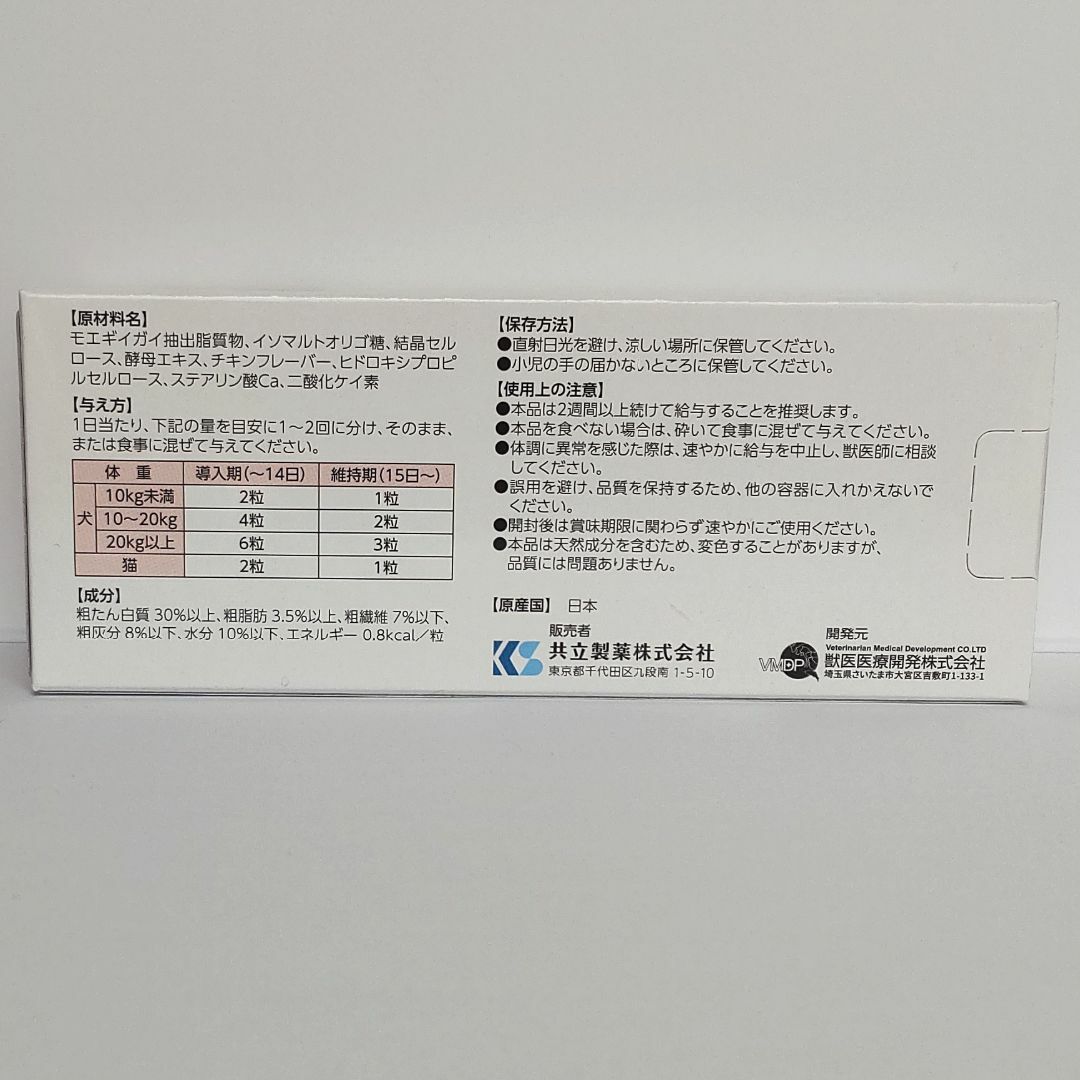 【原材料名】
モエギイガイ抽出脂質物、イソマルトオリゴ糖、結晶セル
ロース、酵母エキス、チキンフレーバー、ヒドロキシプロピ
ルセルロース、ステアリン酸Ca、二酸化ケイ素
【与え方】
1日当たり、下記の量を目安に1〜2回に分け、そのまま、
または食事に混ぜて与えてください。
体 重 導入期(〜14日) 維持期(15日〜)
犬 10kg未満 2粒 1粒
10〜20kg 4粒 2粒
20kg以上 6粒 3粒
猫 2粒 1粒
【成分】
粗たん白質 30%以上、粗脂肪 3.5%以上、粗繊維 7%以下、
粗灰分 8%以下、水分 10%以下、エネルギー 0.8kcal/粒
【保存方法】
●直射日光を避け、涼しい場所に保管してください。
●小児の手の届かないところに保管してください。
【使用上の注意】
●本品は2週間以上続けて給与することを推奨します。
●本品を食べない場合は、砕いて食事に混ぜて与えてください。
●体調に異常を感じた際は、速やかに給与を中止し、獣医師に相談
してください。
●誤用を避け、品質を保持するため、他の容器に入れかえないで
ください。
●開封後は賞味期限に関わらず速やかにご使用ください。
●本品は天然成分を含むため、変色することがありますが、
品質には問題ありません。
【原産国】 日本
販売者
KS 共立製薬株式会社
東京都千代田区九段南 1-5-10
開発元
Veterinarian Medical Development CO.LTD
VMDP 獣医医療開発株式会社
埼玉県さいたま市大宮区吉敷町1-133-1